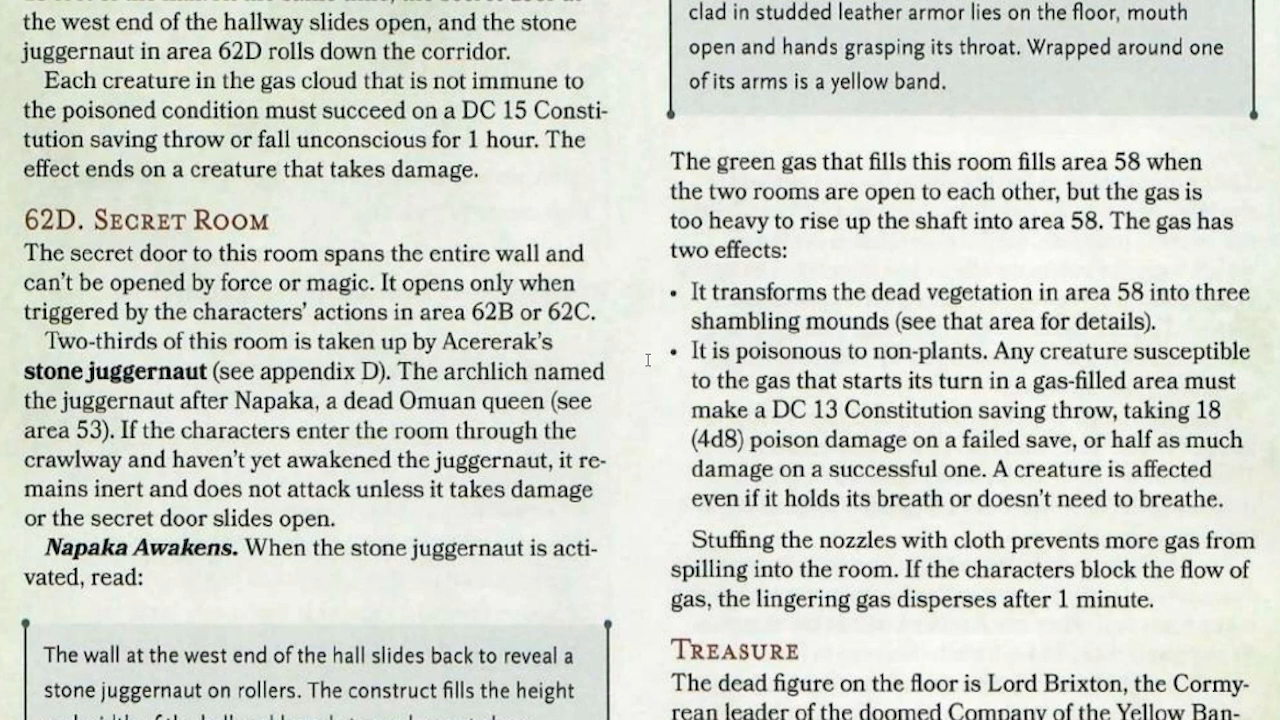 the west end of the hallway slides open, and the stone
juggernaut in area 62D rolls down the corridor.
Each creature in the gas cloud that is not immune to
the poisoned condition must succeed on a DC 15 Consti-
tution saving throw or fall unconscious for 1 hour. The
effect ends on a creature that takes damage.
62D. SECRET ROOM
The secret door to this room spans the entire wall and
can't be opened by force or magic. It opens only when
triggered by the characters' actions in area 62B or 62C.
Two-thirds of this room is taken up by Acererak's
stone juggernaut (see appendix D). The archlich named
the juggernaut after Napaka, a dead Omuan queen (see
area 53). If the characters enter the room through the
crawlway and haven't yet awakened the juggernaut, it re-
mains inert and does not attack unless it takes damage
or the secret door slides open.
Napaka Awakens. When the stone juggernaut is acti-
vated, read:
The wall at the west end of the hall slides back to reveal a
stone juggernaut on rollers. The construct fills the height
clad in studded leather armor lies on the floor, mouth
open and hands grasping its throat. Wrapped around one
of its arms is a yellow band.
The green gas that fills this room fills area 58 when
the two rooms are open to each other, but the gas is
too heavy to rise up the shaft into area 58. The gas has
two effects:
• It transforms the dead vegetation in area 58 into three
shambling mounds (see that area for details).
• It is poisonous to non-plants. Any creature susceptible
to the gas that starts its turn in a gas-filled area must
make a DC 13 Constitution saving throw, taking 18
(4d8) poison damage on a failed save, or half as much
damage on a successful one. A creature is affected
even if it holds its breath or doesn't need to breathe.
Stuffing the nozzles with cloth prevents more gas from
spilling into the room. If the characters block the flow of
gas, the lingering gas disperses after 1 minute.
TREASURE
The dead figure on the floor is Lord Brixton, the Cormy-
rean leader of the doomed Company of the Yellow Ban-